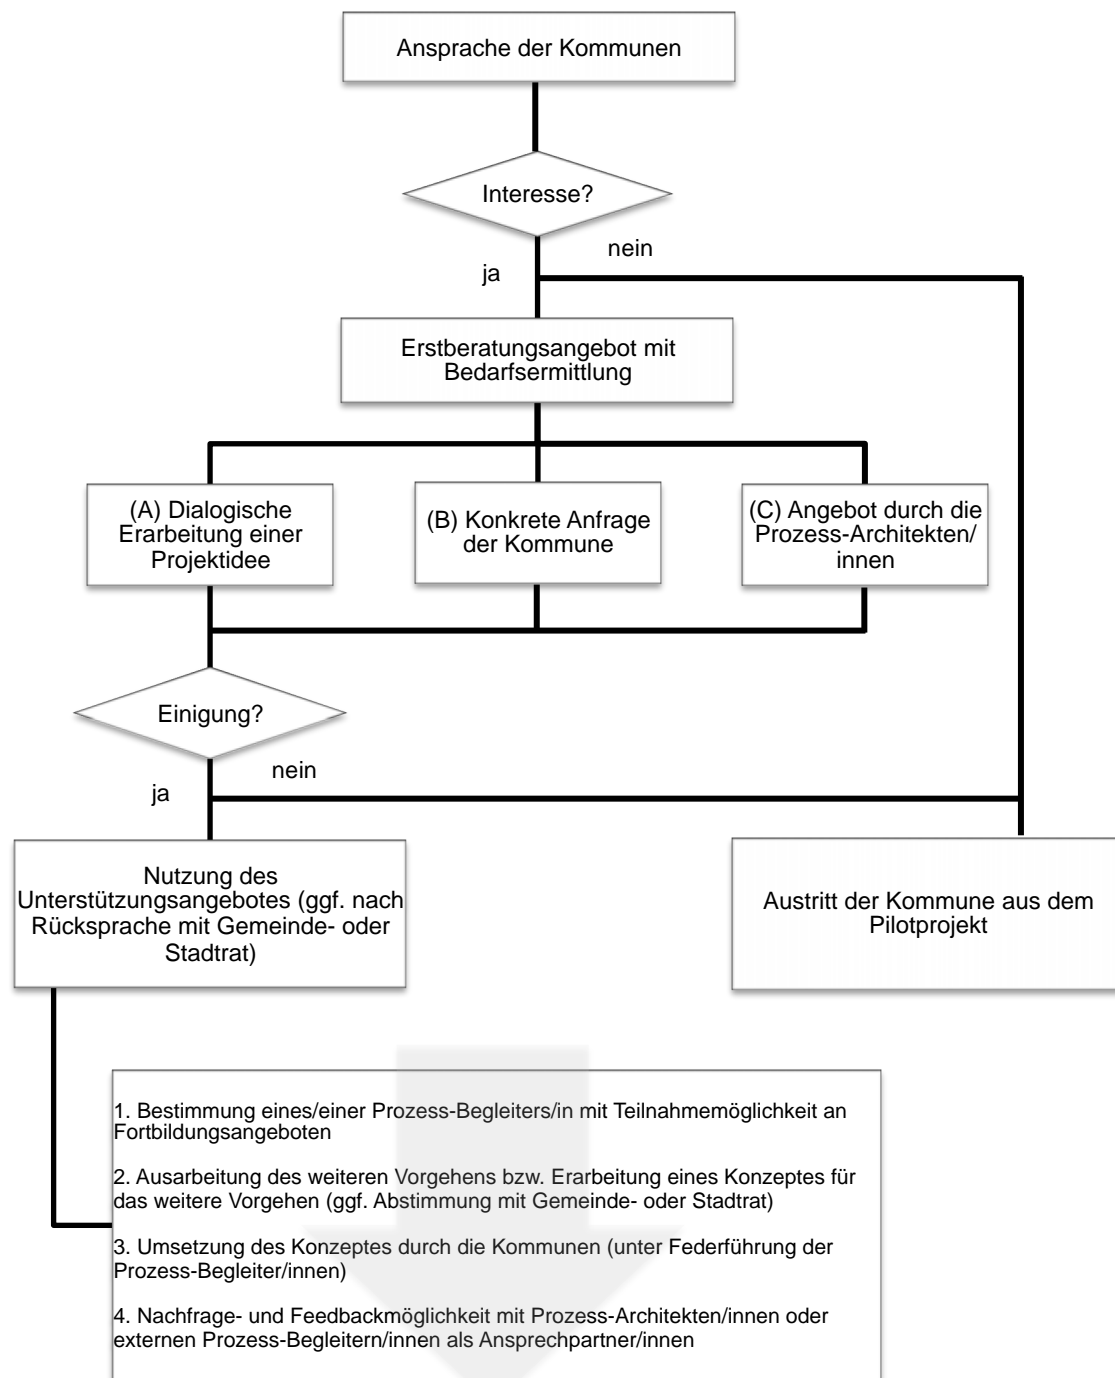 Ansprache der Kommunen
Interesse?
nein
ja
Erstberatungsangebot mit
Bedarfsermittlung
(A) Dialogische
Erarbeitung einer
Projektidee
(B) Konkrete Anfrage
der Kommune
(C) Angebot durch die
Prozess-Architekten/
innen
Einigung?
nein
ja
Nutzung des
Unterstützungsangebotes (ggf. nach
Rücksprache mit Gemeinde- oder
Stadtrat)
Austritt der Kommune aus dem
Pilotprojekt
1. Bestimmung eines/einer Prozess-Begleiters/in mit Teilnahmemöglichkeit an
Fortbildungsangeboten
2. Ausarbeitung des weiteren Vorgehens bzw. Erarbeitung eines Konzeptes für
das weitere Vorgehen (ggf. Abstimmung mit Gemeinde- oder Stadtrat)
3. Umsetzung des Konzeptes durch die Kommunen (unter Federführung der
Prozess-Begleiter/innen)
4. Nachfrage- und Feedbackmöglichkeit mit Prozess-Architekten/innen oder
externen Prozess-Begleitern/innen als Ansprechpartner/innen